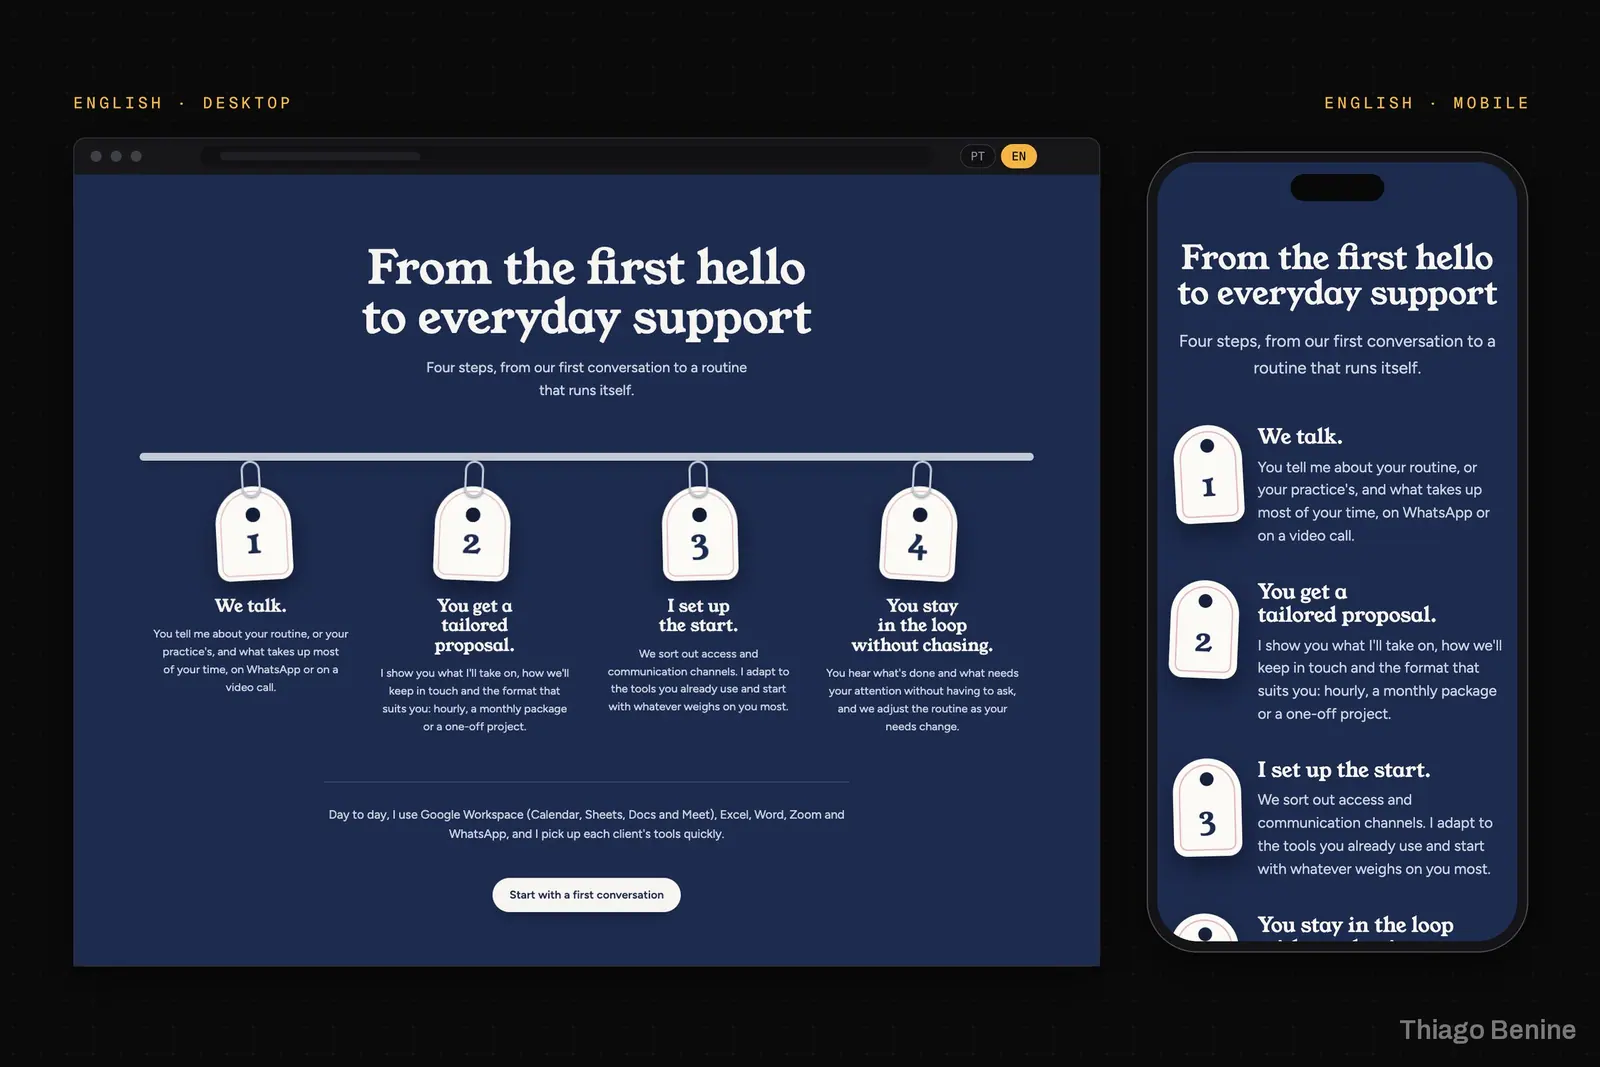 ENGLISH · DESKTOP
PT
EN
From the first hello
to everyday support
Four steps, from our first conversation to a routine
that runs itself.
1
We talk.
You tell me about your routine, or your
practice's, and what takes up most
of your time, on WhatsApp or on a
video call.
2
You get a
tailored
proposal.
I show you what I'll take on, how we'll
keep in touch and the format that
suits you: hourly, a monthly package
or a one-off project.
3
I set up
the start.
We sort out access and
communication channels. I adapt to
the tools you already use and start
with whatever weighs on you most.
4
You stay
in the loop
without chasing.
You hear what's done and what needs
your attention without having to ask,
and we adjust the routine as your
needs change.
Day to day, I use Google Workspace (Calendar, Sheets, Docs and Meet), Excel, Word, Zoom and
WhatsApp, and I pick up each client's tools quickly.
Start with a first conversation
ENGLISH · MOBILE
From the first hello
to everyday support
Four steps, from our first conversation to a
routine that runs itself.
1
We talk.
You tell me about your routine, or
your practice's, and what takes up
most of your time, on WhatsApp or
on a video call.
2
You get a
tailored proposal.
I show you what I'll take on, how we'll
keep in touch and the format that
suits you: hourly, a monthly package
or a one-off project.
3
I set up the start.
We sort out access and
communication channels. I adapt to
the tools you already use and start
with whatever weighs on you most.
You stay in the loop
Thiago Benine